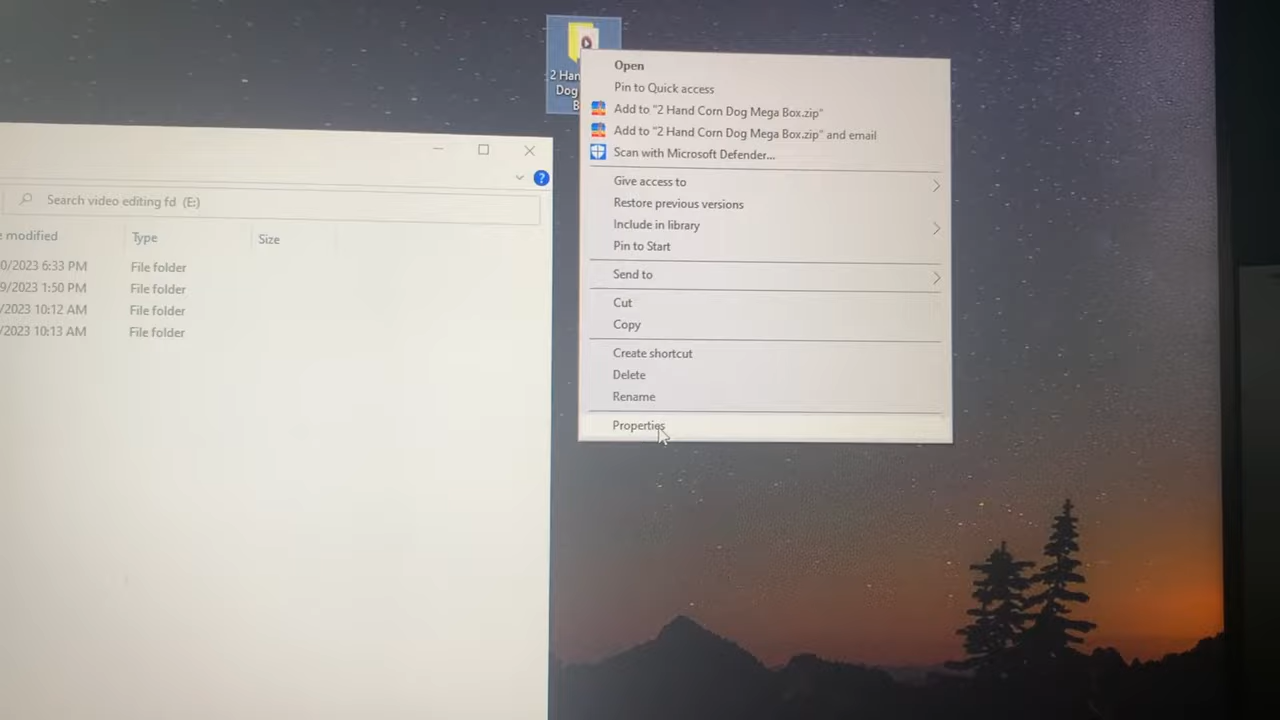 2 Han
Dog
B
Open
Pin to Quick access
Add to "2 Hand Corn Dog Mega Box.zip"
Add to "2 Hand Corn Dog Mega Box.zip" and email
Scan with Microsoft Defender...
Give access to
Restore previous versions
Include in library
Pin to Start
Send to
Cut
Copy
Create shortcut
Delete
Rename
Properties
?
Search video editing fd (E:)
e modified Type Size
0/2023 6:33 PM File folder
9/2023 1:50 PM File folder
/2023 10:12 AM File folder
/2023 10:13 AM File folder